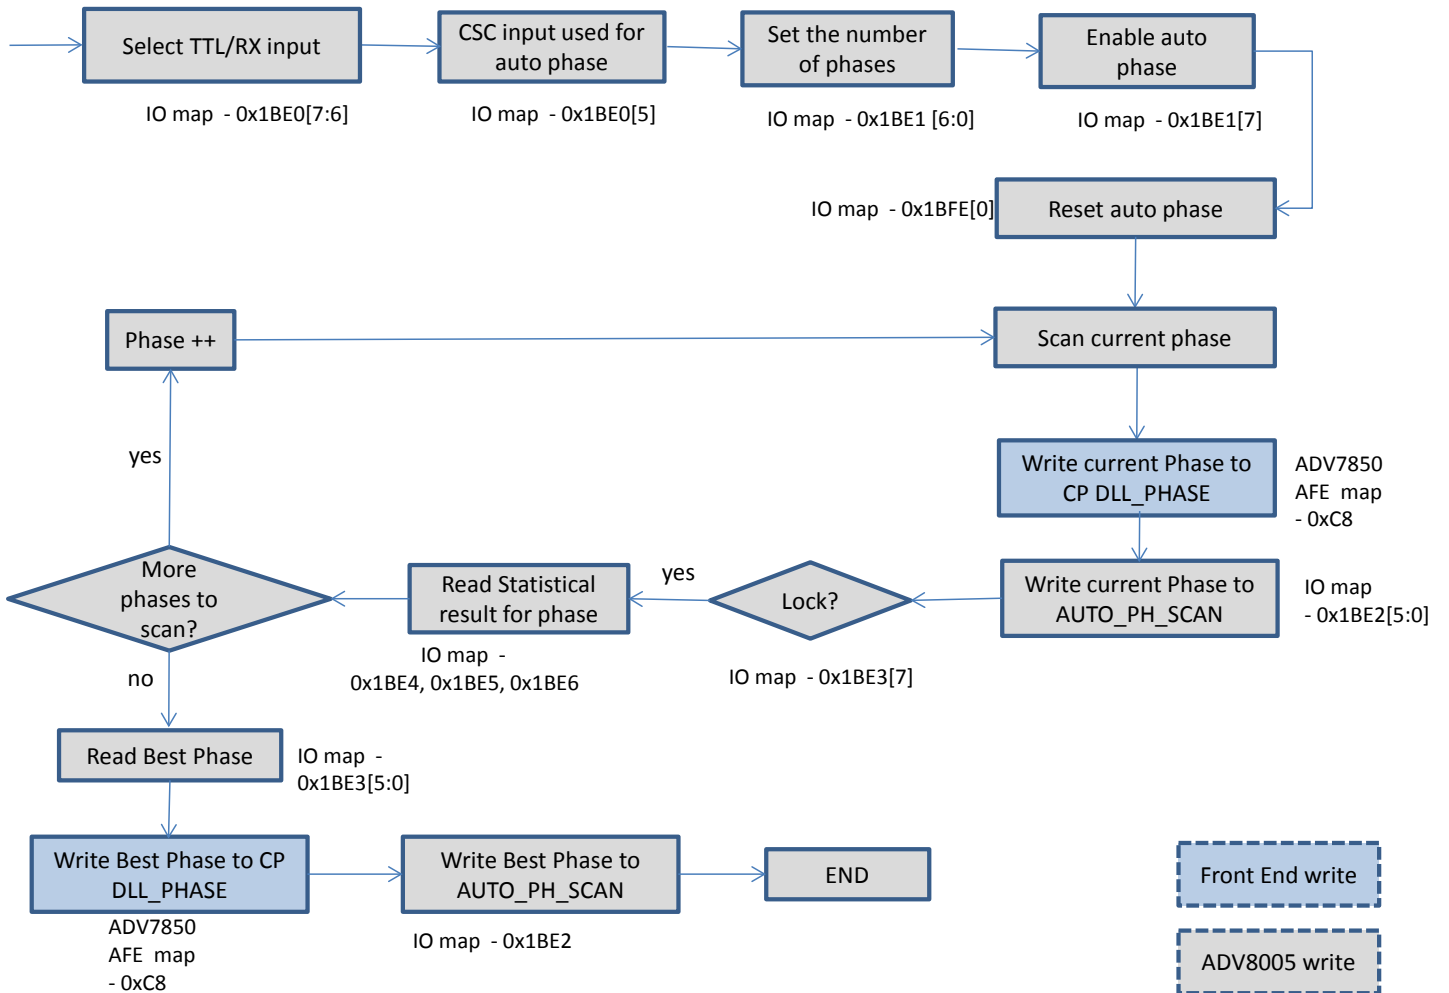 Select TTL/RX input
CSC input used for
auto phase
Set the number
of phases
Enable auto
phase
IO map  - 0x1BE0[7:6]
IO map  - 0x1BE0[5]
IO map  - 0x1BE1 [6:0]
IO map  - 0x1BE1[7]
IO map  - 0x1BFE[0]
Reset auto phase
Phase ++
Scan current phase
yes
Write current Phase to
CP DLL_PHASE
ADV7850
AFE  map
- 0xC8
More
phases to
scan?
Read Statistical
result for phase
yes
Lock?
Write current Phase to
AUTO_PH_SCAN
IO map
- 0x1BE2[5:0]
IO map  -
0x1BE4, 0x1BE5, 0x1BE6
IO map  - 0x1BE3[7]
no
Read Best Phase
IO map  -
0x1BE3[5:0]
Write Best Phase to CP
DLL_PHASE
Write Best Phase to
AUTO_PH_SCAN
END
ADV7850
AFE  map
- 0xC8
IO map  - 0x1BE2
Front End write
ADV8005 write